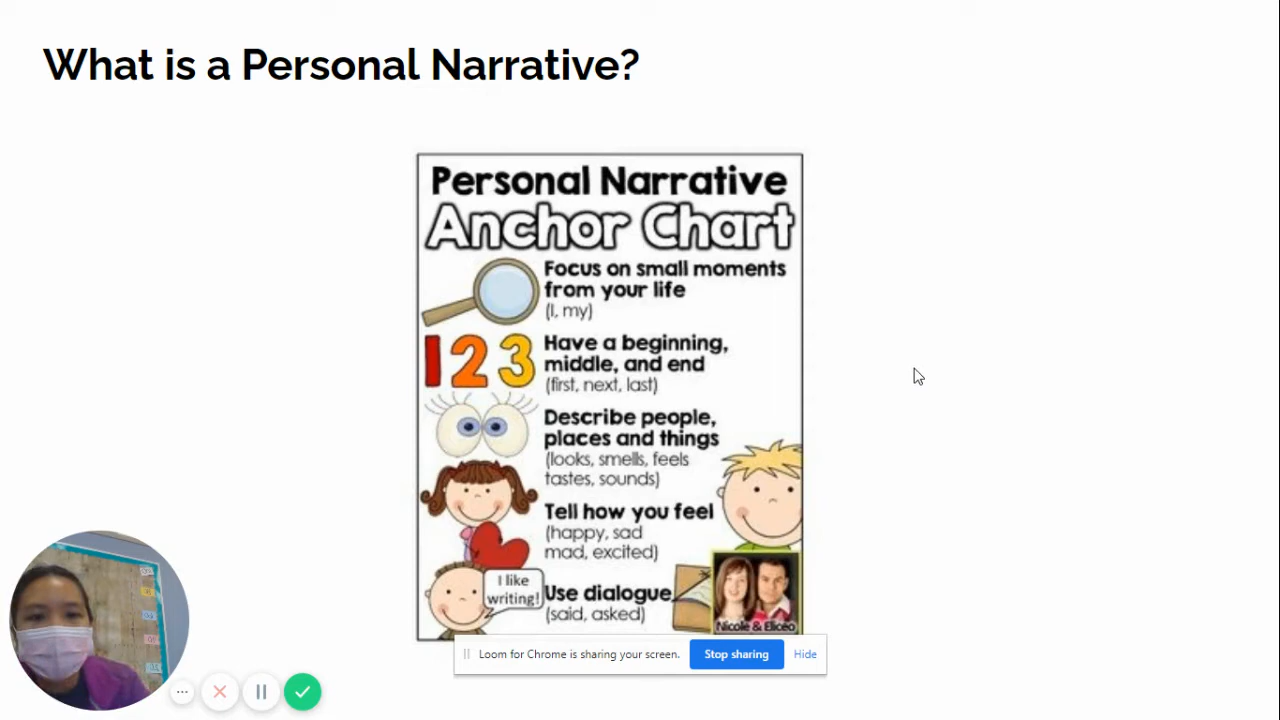 What is a Personal Narrative?
Personal Narrative
Anchor Chart
Focus on small moments
from your life
(I, my)
1 2 3
Have a beginning,
middle, and end
(first, next, last)
Describe people,
places and things
(looks, smells, feels
tastes, sounds)
Tell how you feel
(happy, sad
mad, excited)
I like
writing!
Use dialogue
(said, asked)
Nicole & Eliceo
Loom for Chrome is sharing your screen.
Stop sharing
Hide